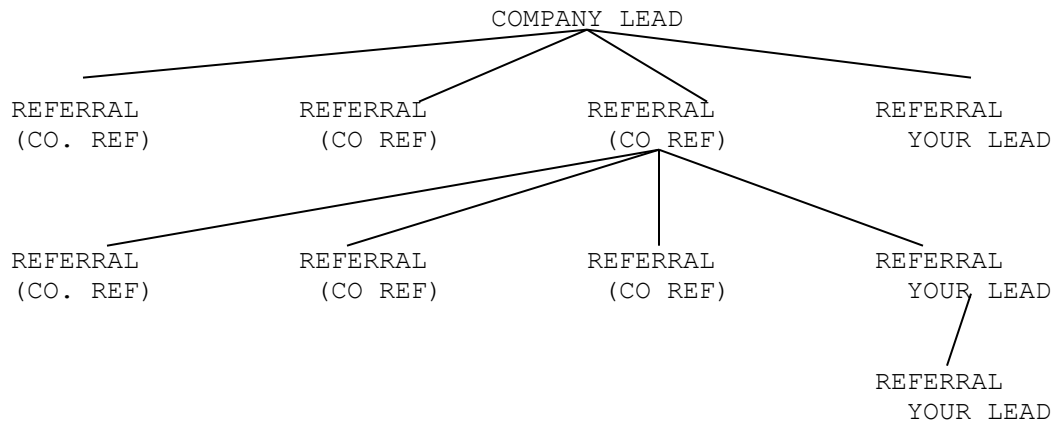 COMPANY LEAD
REFERRAL REFERRAL REFERRAL REFERRAL
(CO. REF) (CO REF) (CO REF) YOUR LEAD
REFERRAL REFERRAL REFERRAL REFERRAL
(CO. REF) (CO REF) (CO REF) YOUR LEAD
REFERRAL
YOUR LEAD